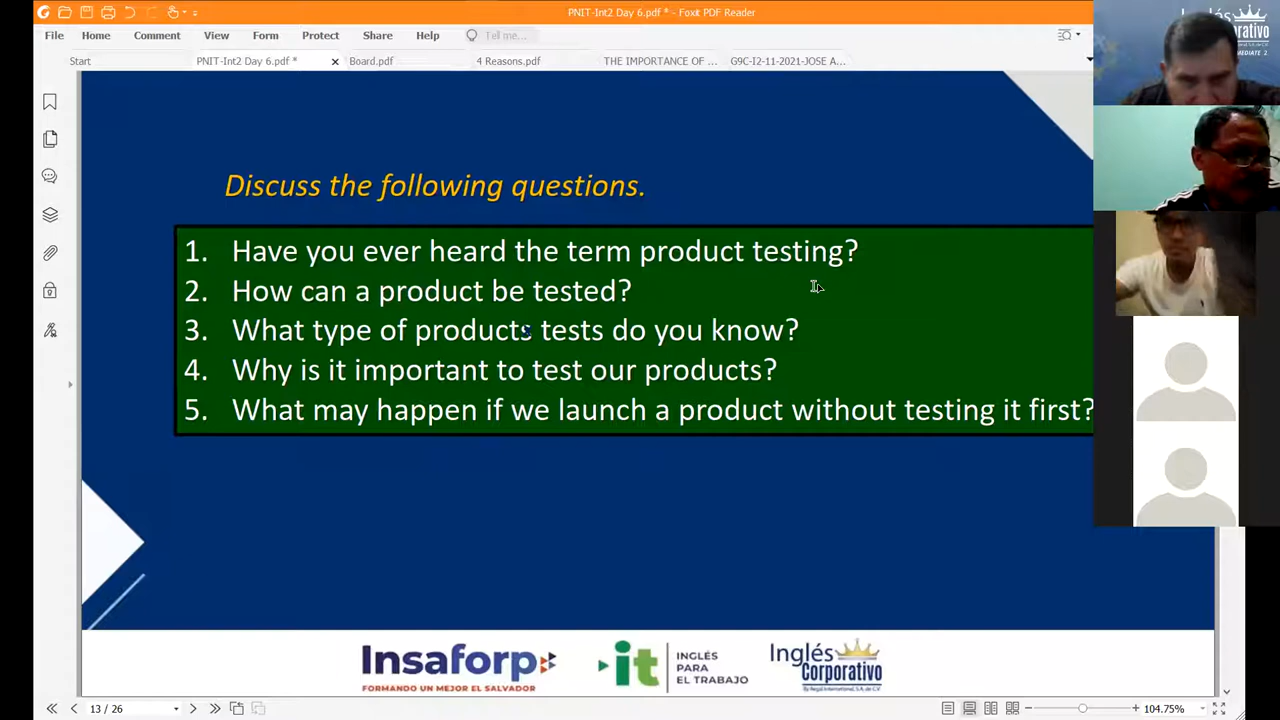 PNIT-Int2 Day 6.pdf * - Foxit PDF Reader
File Home Comment View Form Protect Share Help Tell me...
Start PNIT-Int2 Day 6.pdf * Board.pdf 4 Reasons.pdf THE IMPORTANCE OF ... G9C-I2-11-2021-JOSE A...
Discuss the following questions.
1. Have you ever heard the term product testing?
2. How can a product be tested?
3. What type of products tests do you know?
4. Why is it important to test our products?
5. What may happen if we launch a product without testing it first?
Insaforp
FORMANDO UN MEJOR EL SALVADOR
it
INGLÉS
PARA
EL TRABAJO
Inglés
Corporativo
By Regal International, S.A. de C.V.
13 / 26
104.75%